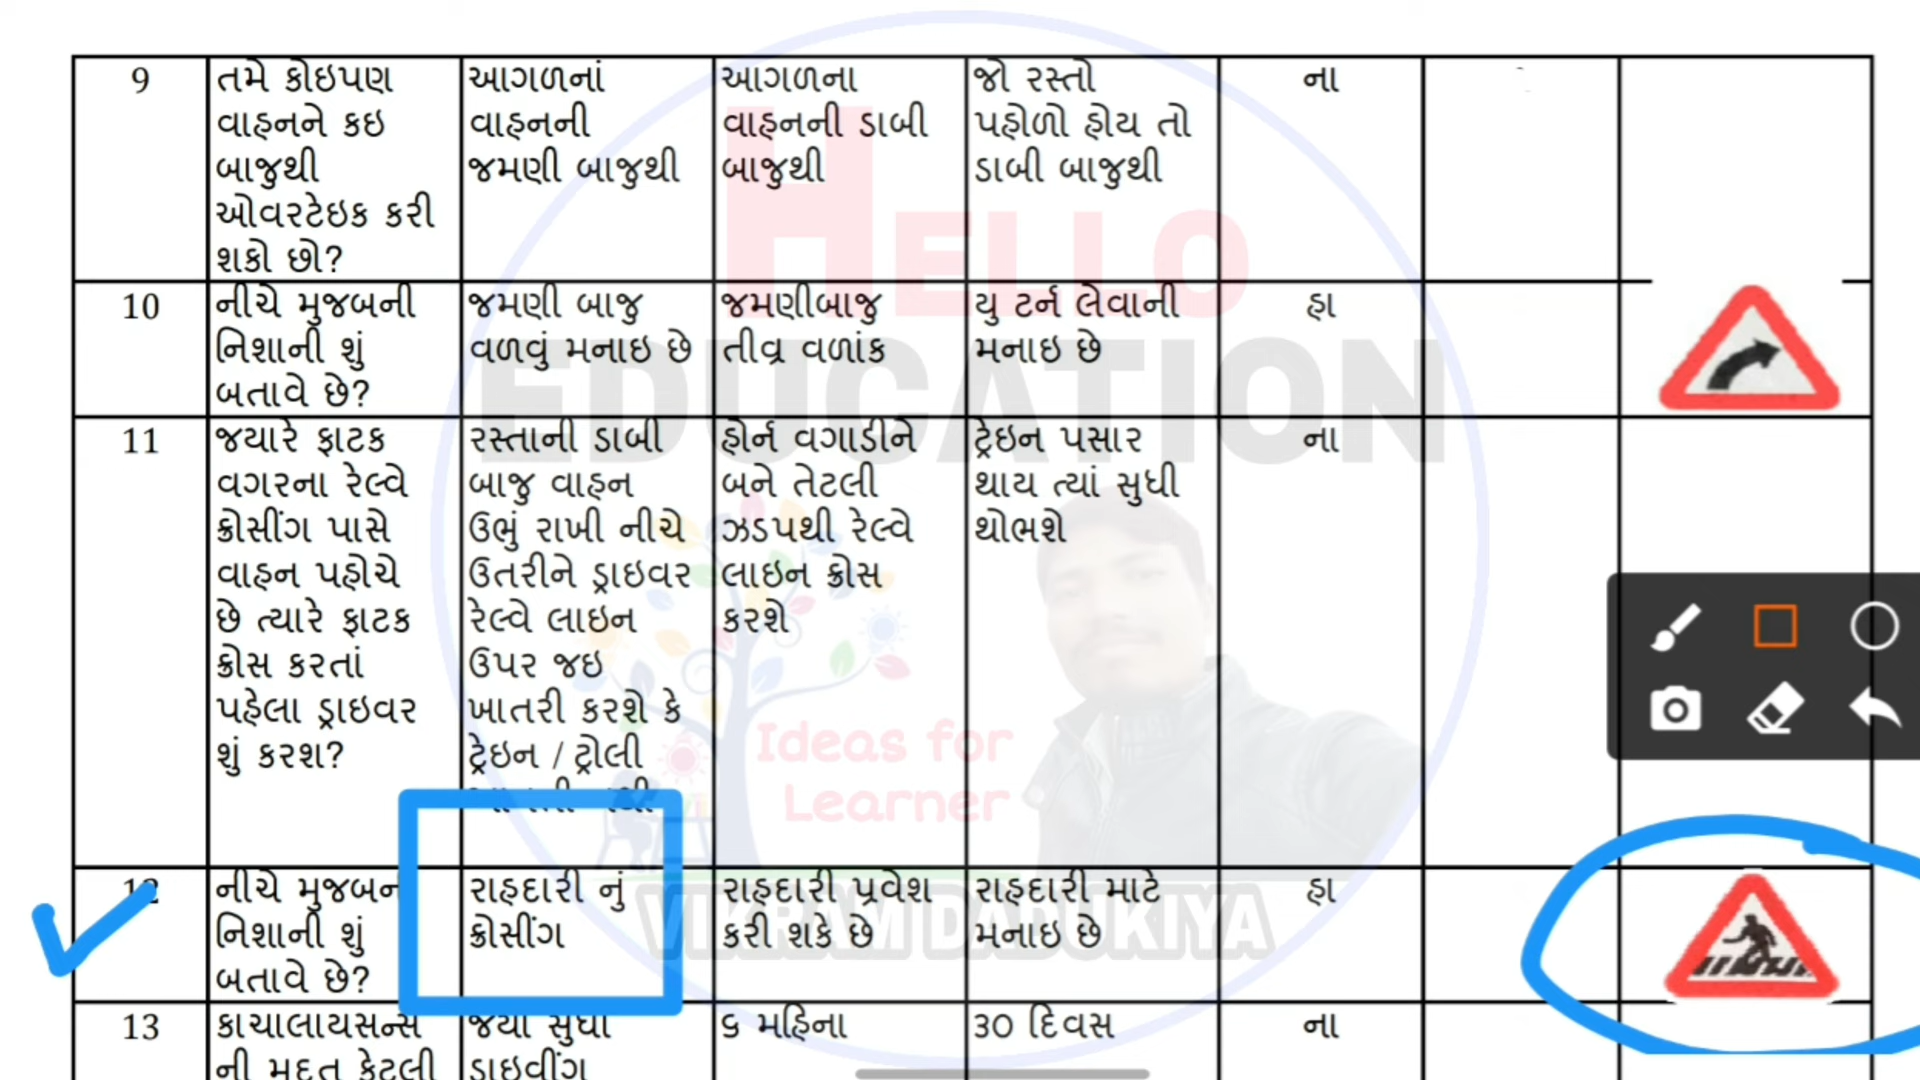 9
તમે કોઇપણ
વાહનને કઇ
બાજુથી
ઓવરટેઇક કરી
શકો છો?
આગળનાં
વાહનની
જમણી બાજુથી
આગળના
વાહનની ડાબી
બાજુથી
જો રસ્તો
પહોળો હોય તો
ડાબી બાજુથી
ના
10
નીચે મુજબની
નિશાની શું
બતાવે છે?
જમણી બાજુ
વળવું મનાઇ છે
જમણીબાજુ
તીવ્ર વળાંક
યુ ટર્ન લેવાની
મનાઇ છે
હા
11
જયારે ફાટક
વગરના રેલ્વે
ક્રોસીંગ પાસે
વાહન પહોચે
છે ત્યારે ફાટક
ક્રોસ કરતાં
પહેલા ડ્રાઇવર
શું કરશ?
રસ્તાની ડાબી
બાજુ વાહન
ઉભું રાખી નીચે
ઉતરીને ડ્રાઇવર
રેલ્વે લાઇન
ઉપર જઇ
ખાતરી કરશે કે
ટ્રેઇન / ટ્રોલી
હોર્ન વગાડીને
બને તેટલી
ઝડપથી રેલ્વે
લાઇન ક્રોસ
કરશે
ટ્રેઇન પસાર
થાય ત્યાં સુધી
થોભશે
ના
12
નીચે મુજબન
નિશાની શું
બતાવે છે?
રાહદારી નું
ક્રોસીંગ
રાહદારી પ્રવેશ
કરી શકે છે
રાહદારી માટે
મનાઇ છે
હા
13
કાચાલાયસન્સ
ની મુદત કેટલી
જયાં સુધી
ડ્રાઇવીંગ
૬ મહિના
૩૦ દિવસ
ના
HELLO
EDUCATION
Ideas for
Learner
VIKRAM DADUKIYA